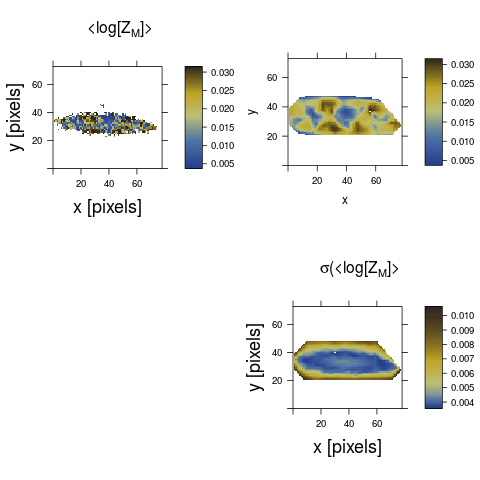 <log[Z_M]>
60
40
20
y [pixels]
20 40 60
x [pixels]
0.030
0.025
0.020
0.015
0.010
0.005
60
40
20
y
20 40 60
x
0.030
0.025
0.020
0.015
0.010
0.005
σ(<log[Z_M]>
60
40
20
y [pixels]
20 40 60
x [pixels]
0.010
0.009
0.008
0.007
0.006
0.005
0.004